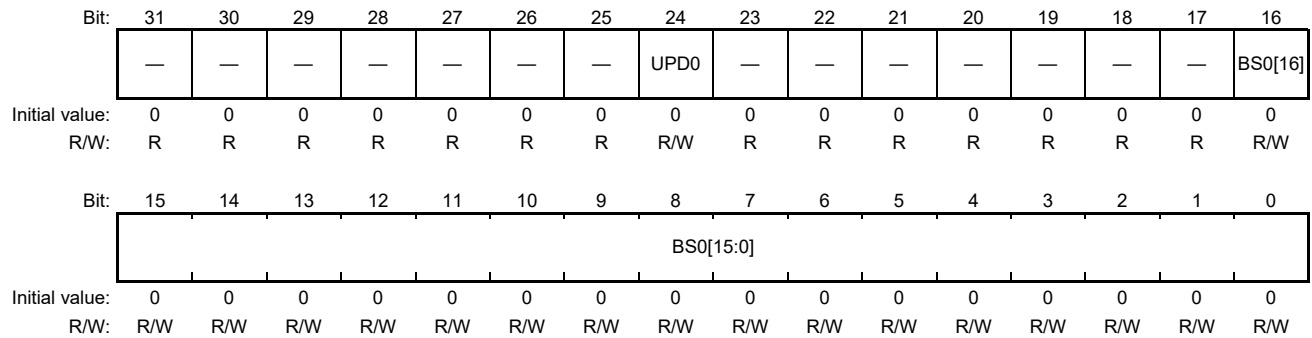 Bit: 31 30 29 28 27 26 25 24 23 22 21 20 19 18 17 16
— — — — — — — UPD0 — — — — — — — BS0[16]
Initial value: 0 0 0 0 0 0 0 0 0 0 0 0 0 0 0 0
R/W: R R R R R R R R/W R R R R R R R R/W
Bit: 15 14 13 12 11 10 9 8 7 6 5 4 3 2 1 0
BS0[15:0]
Initial value: 0 0 0 0 0 0 0 0 0 0 0 0 0 0 0 0
R/W: R/W R/W R/W R/W R/W R/W R/W R/W R/W R/W R/W R/W R/W R/W R/W R/W